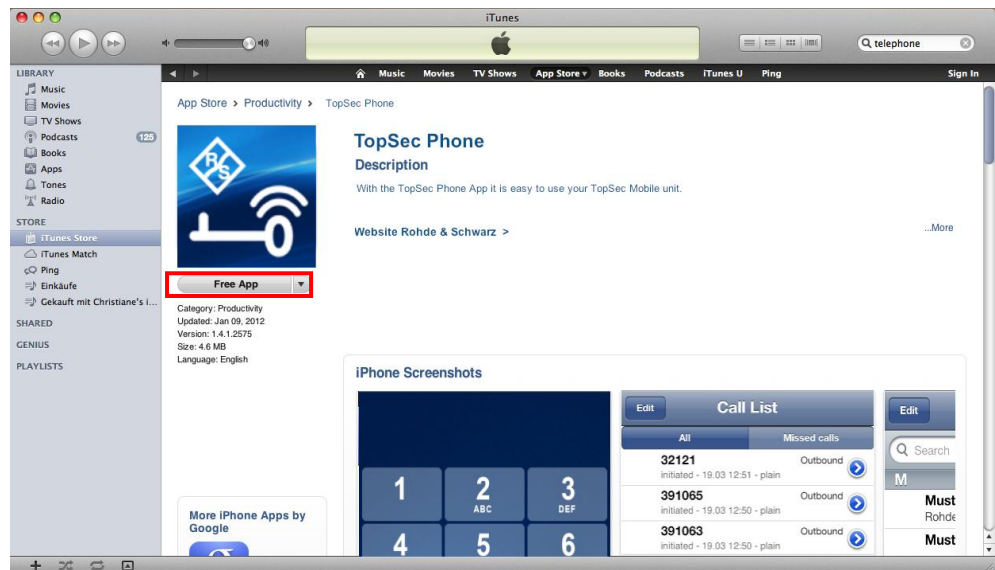 iTunes
telephone
LIBRARY
Music
Movies
TV Shows
Podcasts 125
Books
Apps
Tones
Radio
STORE
iTunes Store
iTunes Match
Ping
Einkäufe
Gekauft mit Christiane's i...
SHARED
GENIUS
PLAYLISTS
Music Movies TV Shows App Store Books Podcasts iTunes U Ping Sign In
App Store > Productivity > TopSec Phone
R/S
Free App
Category: Productivity
Updated: Jan 09, 2012
Version: 1.4.1.2575
Size: 4.6 MB
Language: English
More iPhone Apps by
Google
TopSec Phone
Description
With the TopSec Phone App it is easy to use your TopSec Mobile unit.
Website Rohde & Schwarz >
...More
iPhone Screenshots
1 2 3
ABC DEF
4 5 6
Edit Call List
All Missed calls
32121 Outbound
initiated - 19.03 12:51 - plain
391065 Outbound
initiated - 19.03 12:50 - plain
391063 Outbound
initiated - 19.03 12:50 - plain
Edit
Search
M
Must
Rohde
Must